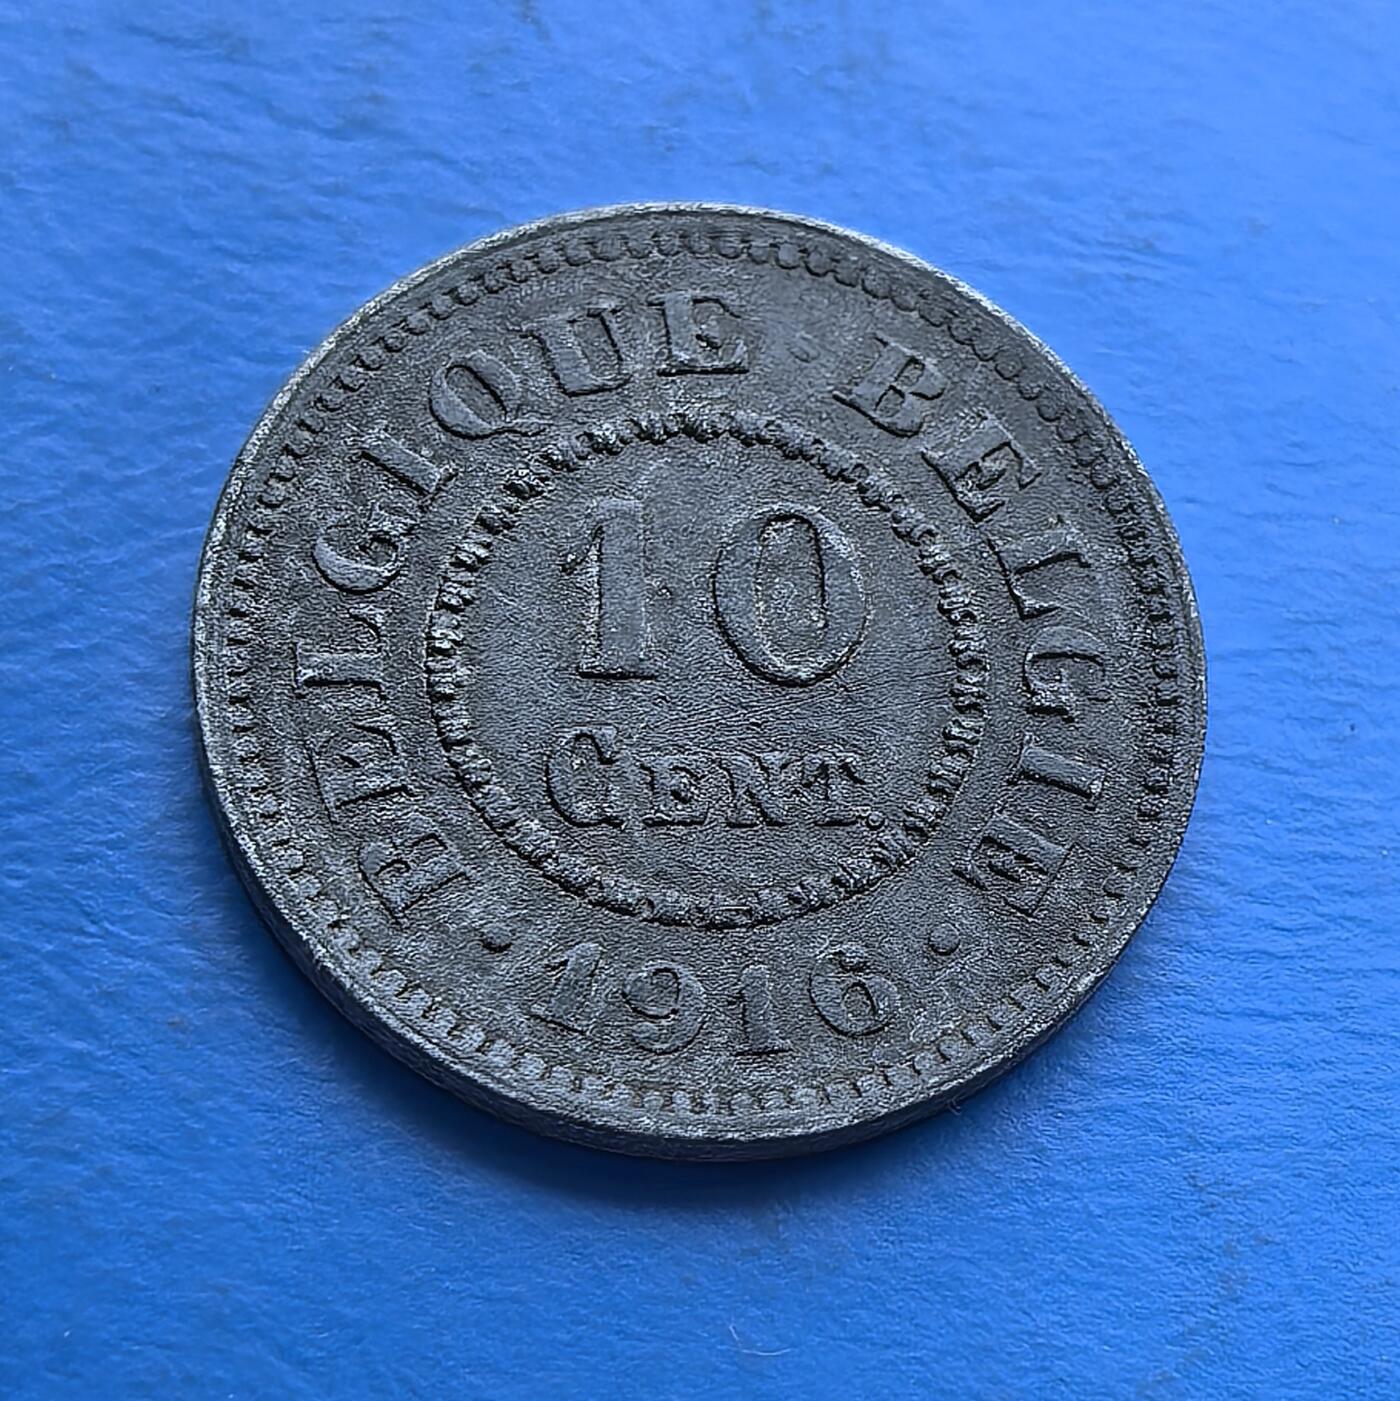 BELGIQUE · BELGIE
10
CENT.
· 1916 ·